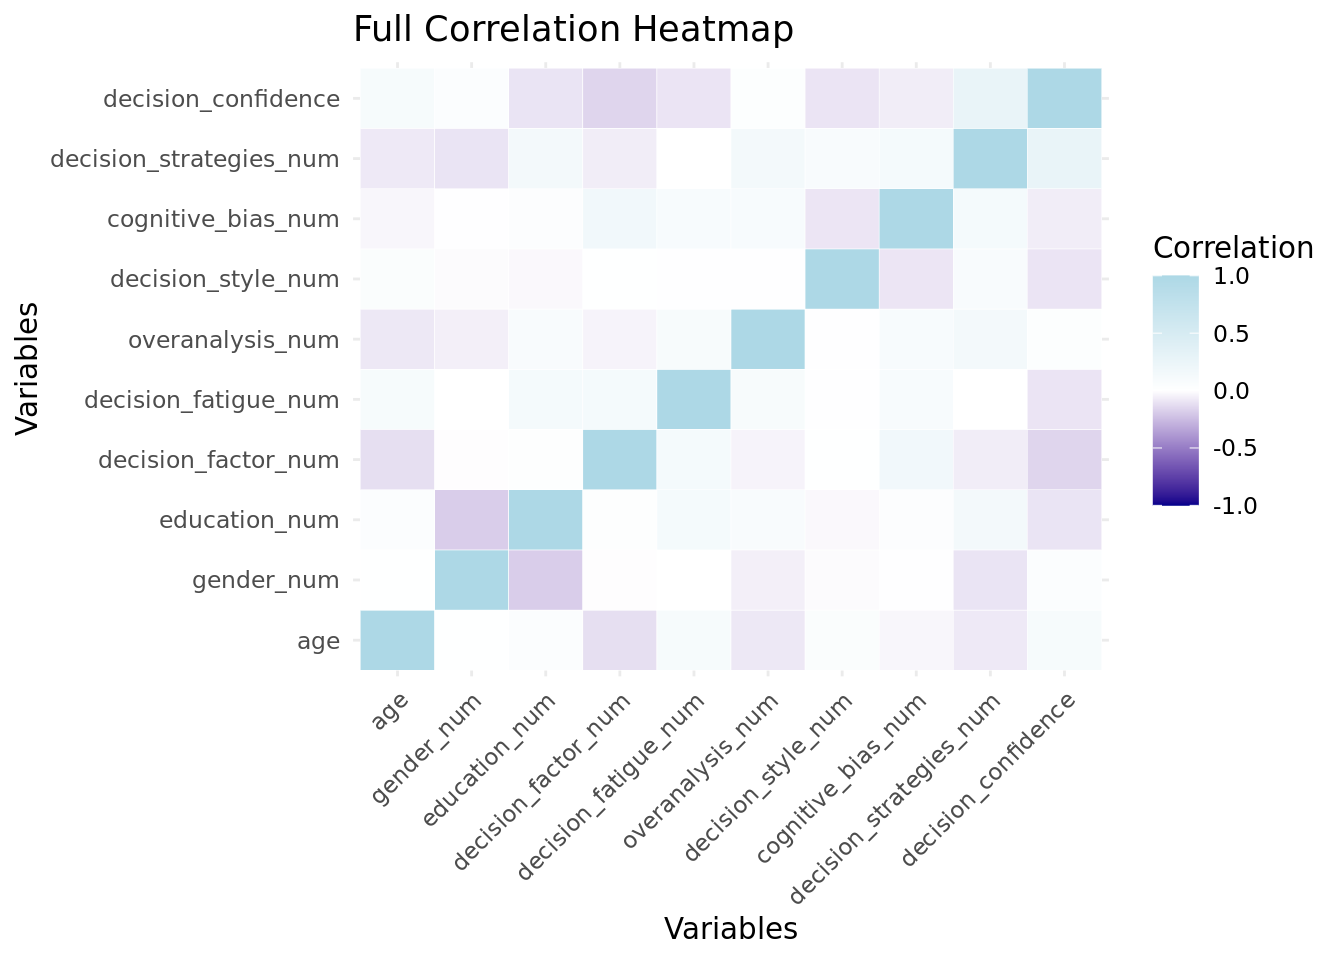 Full Correlation Heatmap
decision_confidence
decision_strategies_num
cognitive_bias_num
decision_style_num
overanalysis_num
decision_fatigue_num
decision_factor_num
education_num
gender_num
age
Variables
age
gender_num
education_num
decision_factor_num
decision_fatigue_num
overanalysis_num
decision_style_num
cognitive_bias_num
decision_strategies_num
decision_confidence
Variables
Correlation
1.0
0.5
0.0
-0.5
-1.0